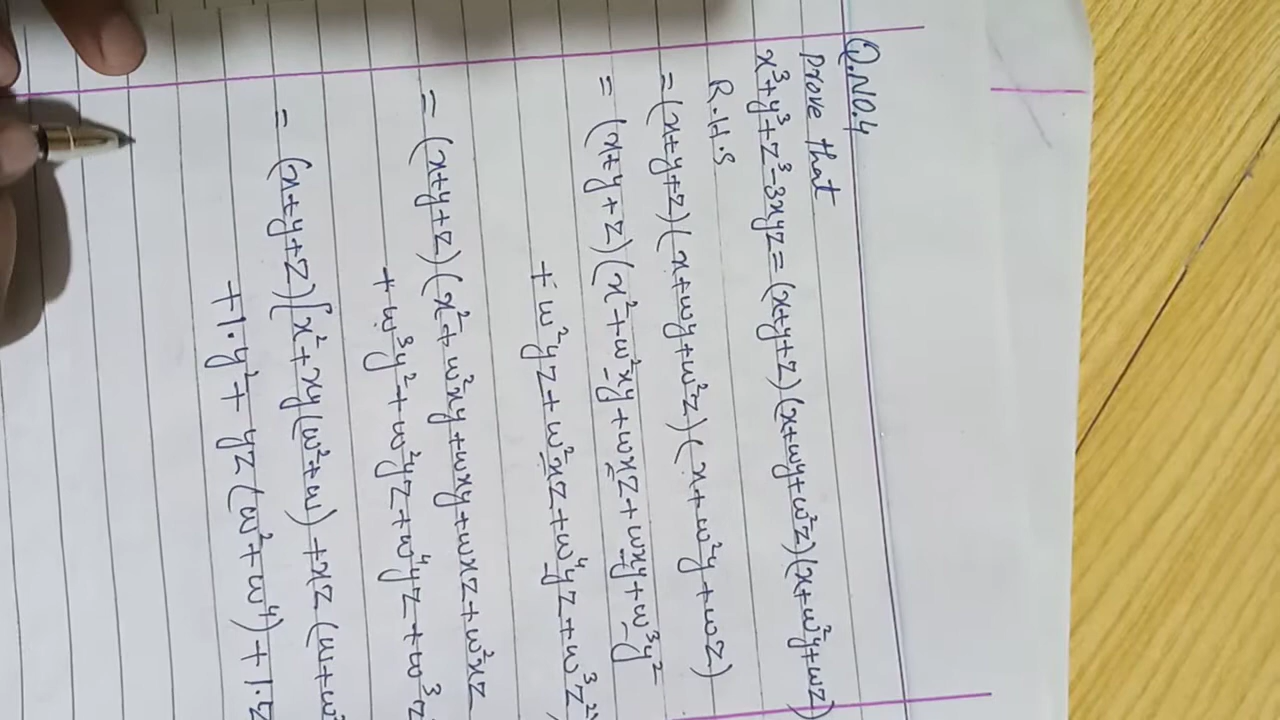 Q.NO.4
prove that
x³+y³+z³-3xyz=(x+y+z)(x+ωy+ω²z)(x+ω²y+ωz)
R.H.S
=(x+y+z)(x+ωy+ω²z)(x+ω²y+ωz)
=(x+y+z)(x²+ω²xy+ωxz+ωxy+ω³y²
+ω²yz+ω²xz+ω⁴yz+ω³z²)
=(x+y+z)(x²+ω²xy+ωxy+ωxz+ω²xz
+ω³y²+ω²yz+ω⁴yz+ω³z
=(x+y+z)[x²+xy(ω²+ω)+xz(ω+ω²
+1.y²+yz(ω²+ω⁴)+1.z